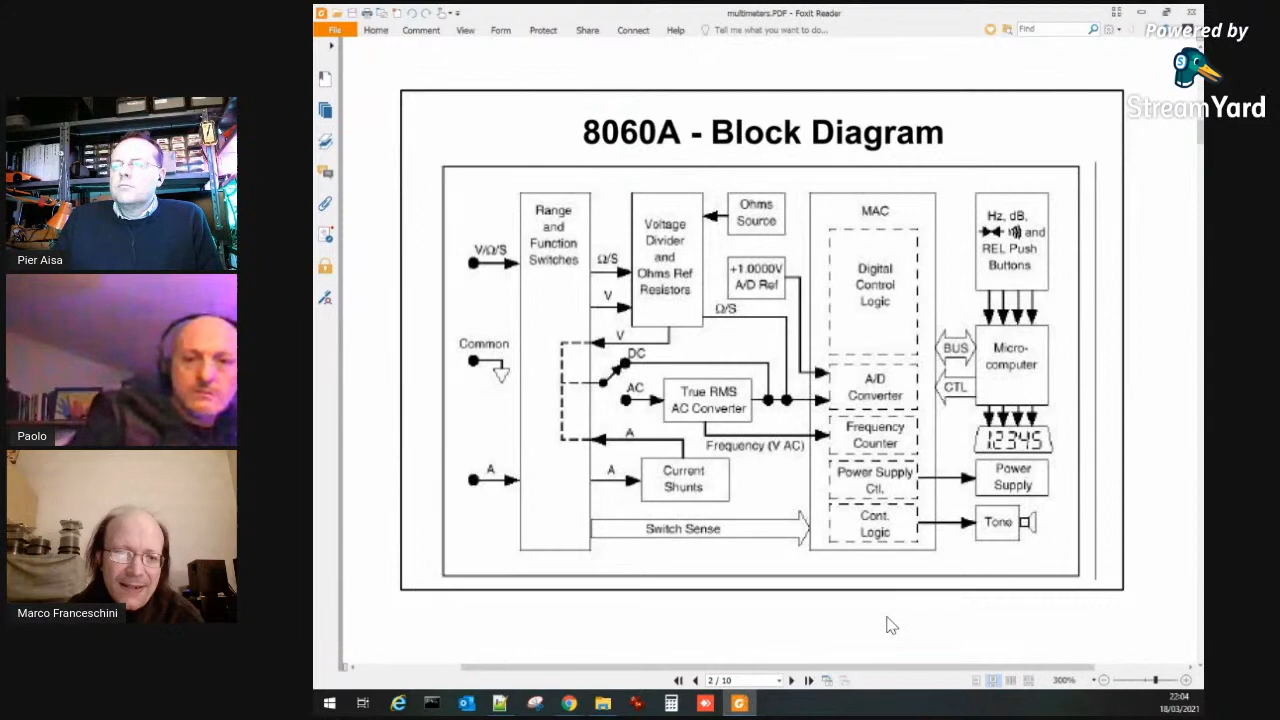 multimeters.PDF - Foxit Reader
File Home Comment View Form Protect Share Connect Help Tell me what you want to do... Find
Powered by
StreamYard
8060A - Block Diagram
Range
and
Function
Switches
V/Ω/S
Common
A
Ω/S
V
V
DC
AC
A
A
Voltage
Divider
and
Ohms Ref
Resistors
Ohms
Source
+1.0000V
A/D Ref
Ω/S
True RMS
AC Converter
Frequency (V AC)
Current
Shunts
Switch Sense
MAC
Digital
Control
Logic
A/D
Converter
Frequency
Counter
Power Supply
Ctl.
Cont.
Logic
BUS
CTL
Hz, dB,
and
REL Push
Buttons
Micro-
computer
12345
Power
Supply
Tone
Pier Aisa
Paolo
Marco Franceschini
2 / 10
300%
22:04
18/03/2021